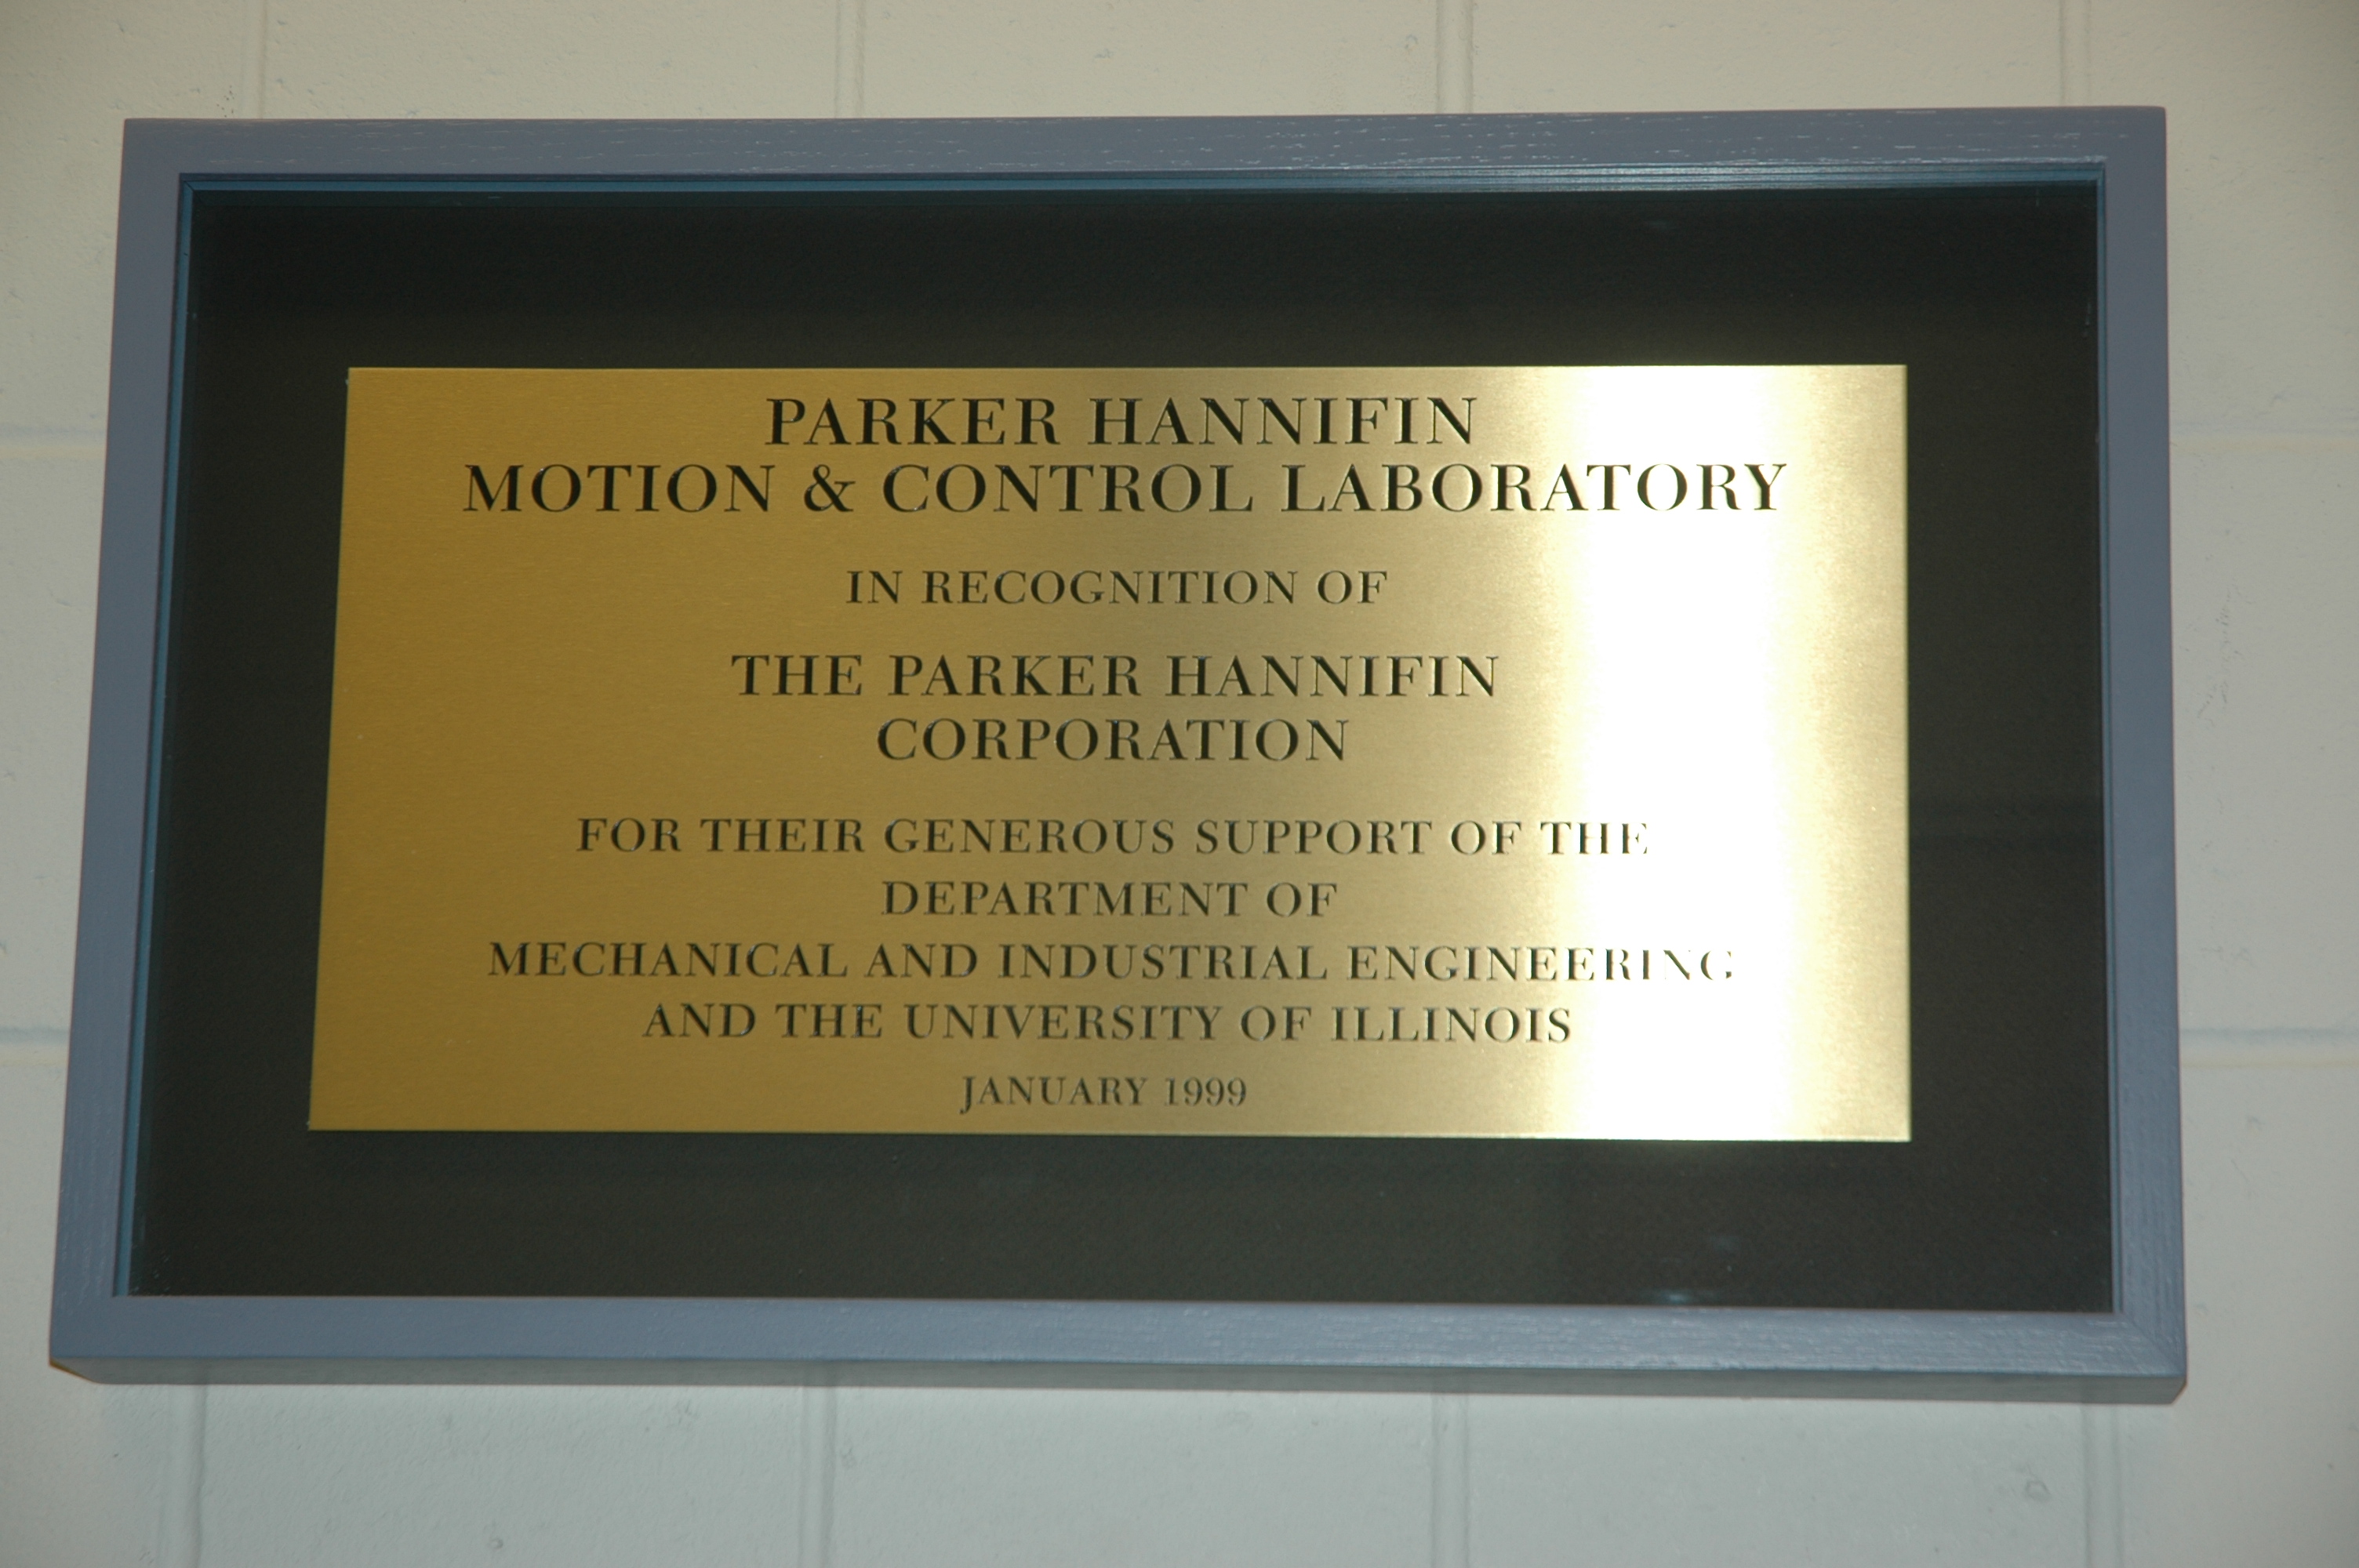 PARKER HANNIFIN
MOTION & CONTROL LABORATORY
IN RECOGNITION OF
THE PARKER HANNIFIN
CORPORATION
FOR THEIR GENEROUS SUPPORT OF THE
DEPARTMENT OF
MECHANICAL AND INDUSTRIAL ENGINEERING
AND THE UNIVERSITY OF ILLINOIS
JANUARY 1999